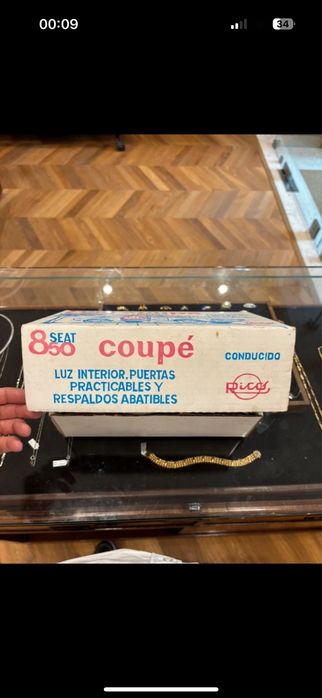 00:09
34
SEAT
850 coupé
CONDUCIDO
LUZ INTERIOR, PUERTAS
PRACTICABLES Y
RESPALDOS ABATIBLES
Rico